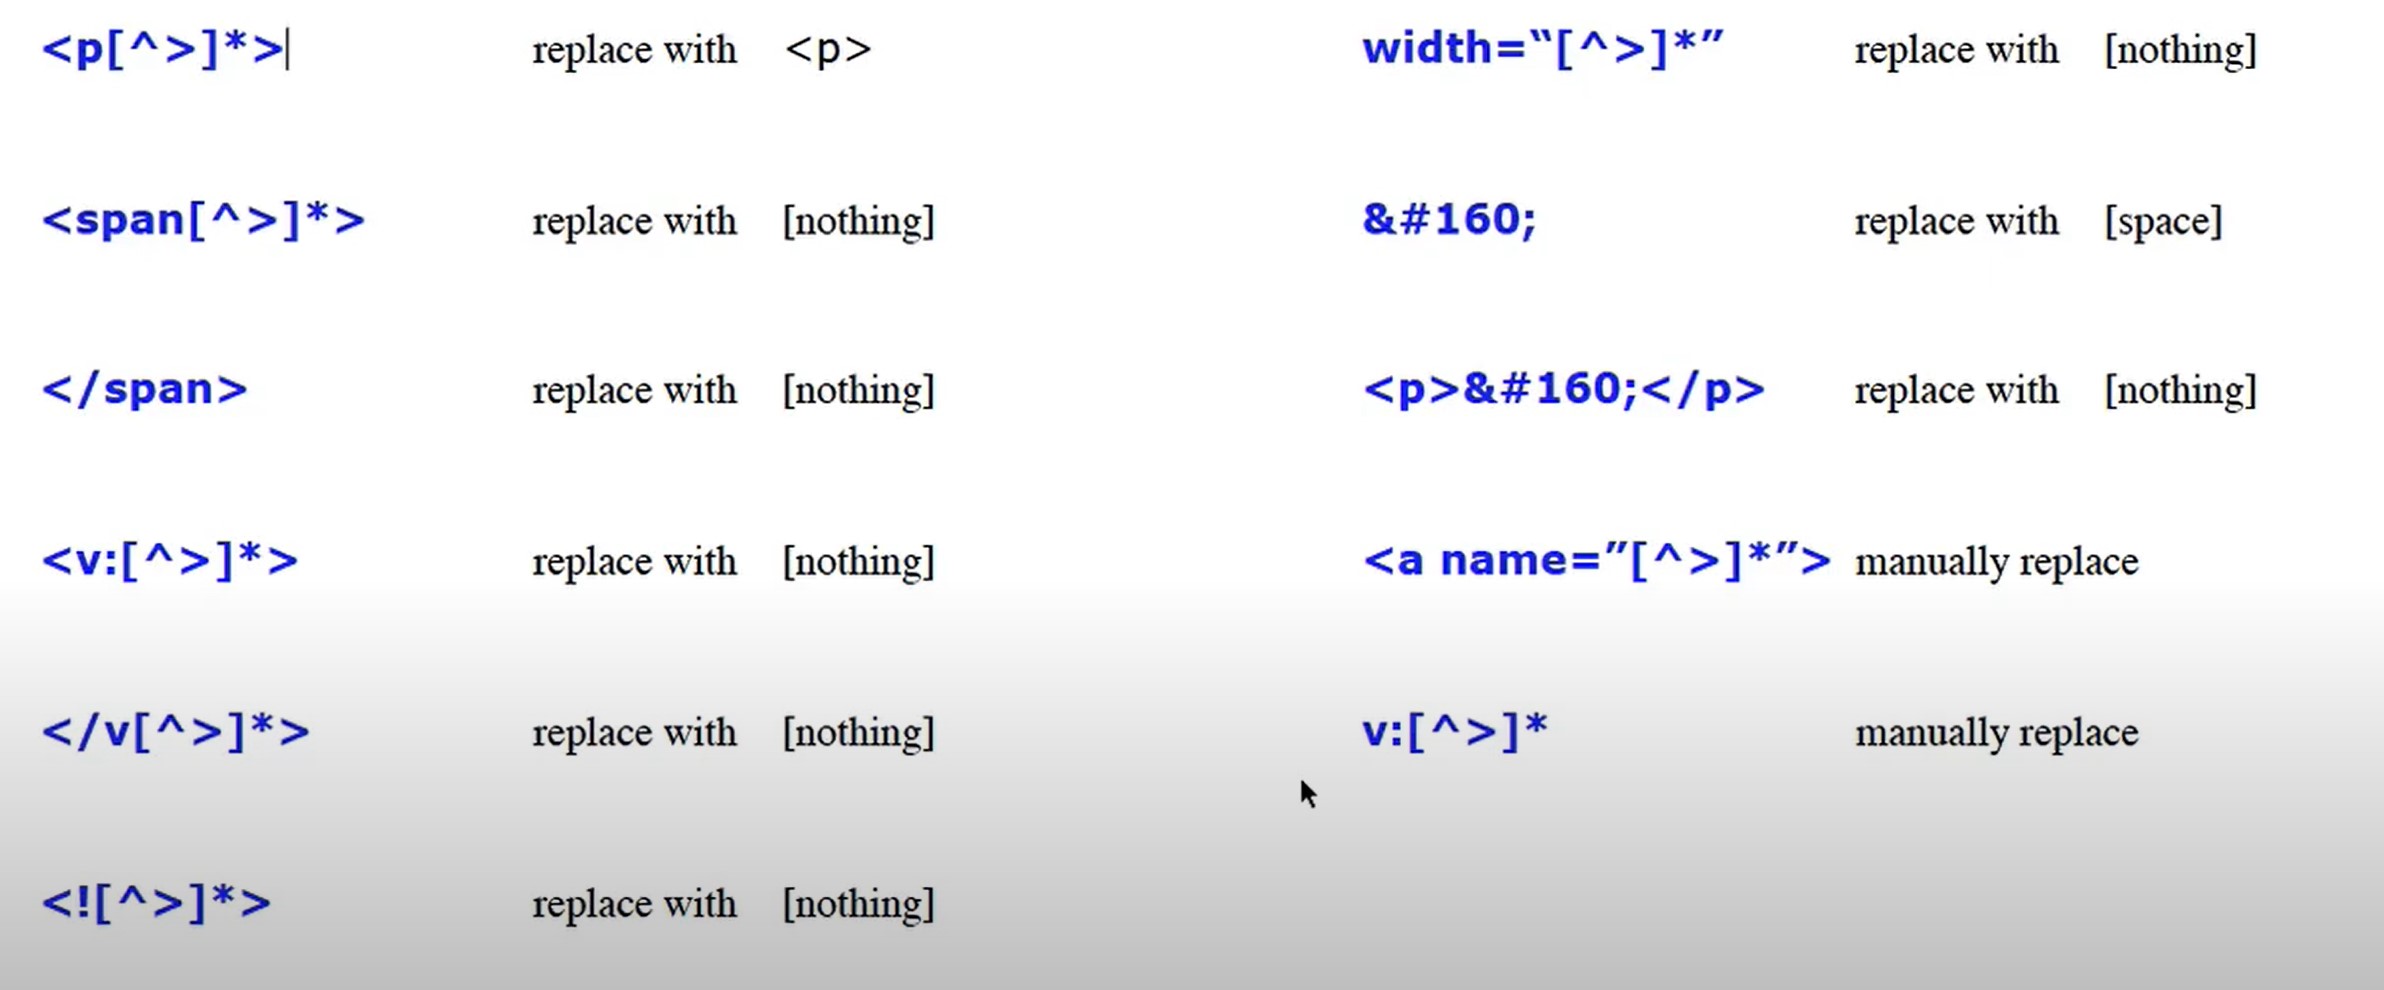 <p[^>]*> replace with <p>
<span[^>]*> replace with [nothing]
</span> replace with [nothing]
<v:[^>]*> replace with [nothing]
</v[^>]*> replace with [nothing]
<![^>]*> replace with [nothing]
width=“[^>]*” replace with [nothing]
&#160; replace with [space]
<p>&#160;</p> replace with [nothing]
<a name=”[^>]*”> manually replace
v:[^>]* manually replace